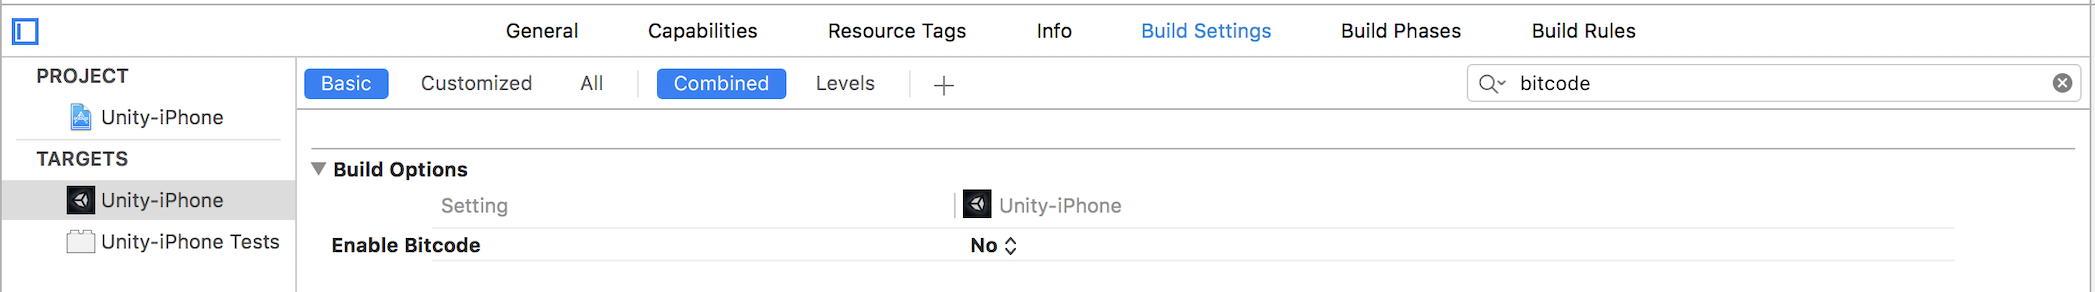 General Capabilities Resource Tags Info Build Settings Build Phases Build Rules
PROJECT
Unity-iPhone
TARGETS
Unity-iPhone
Unity-iPhone Tests
Basic Customized All Combined Levels + bitcode
Build Options
Setting Unity-iPhone
Enable Bitcode No